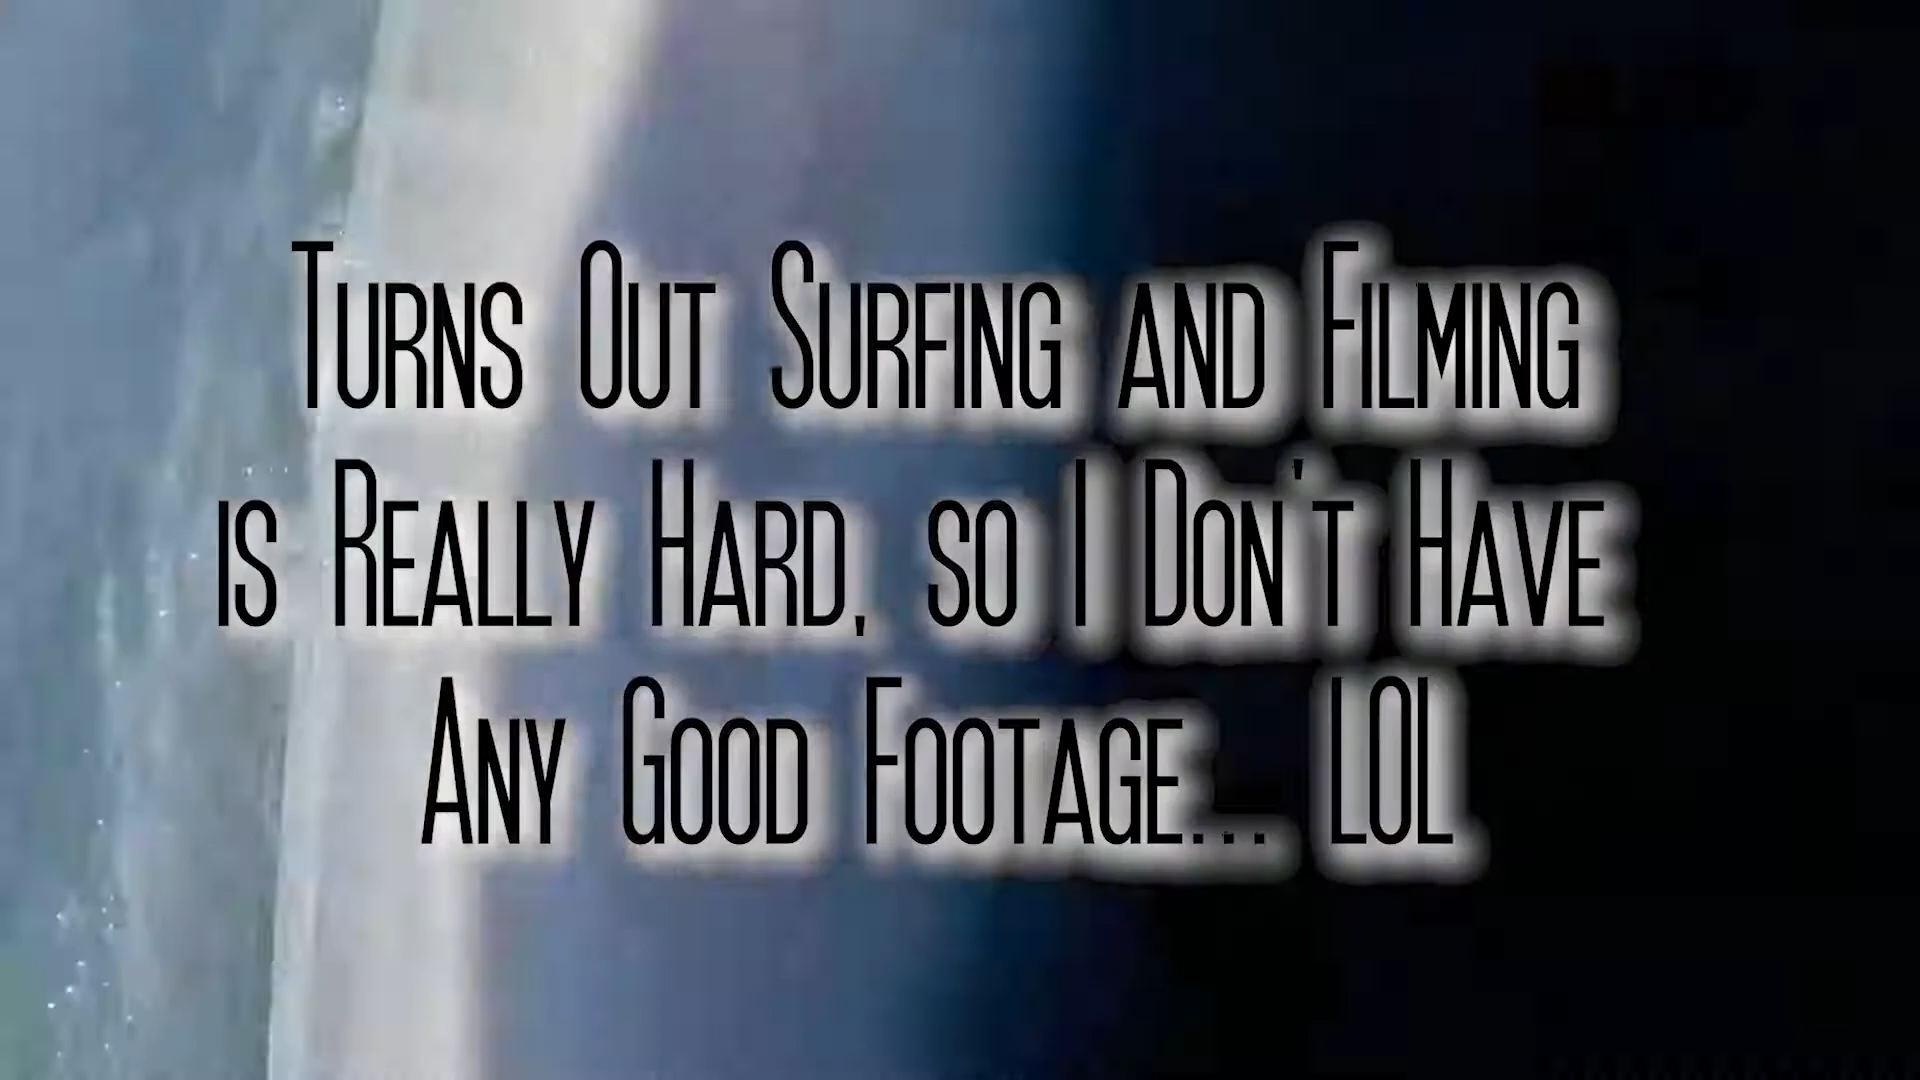 Turns Out Surfing and Filming
is Really Hard, so I Don't Have
Any Good Footage... LOL